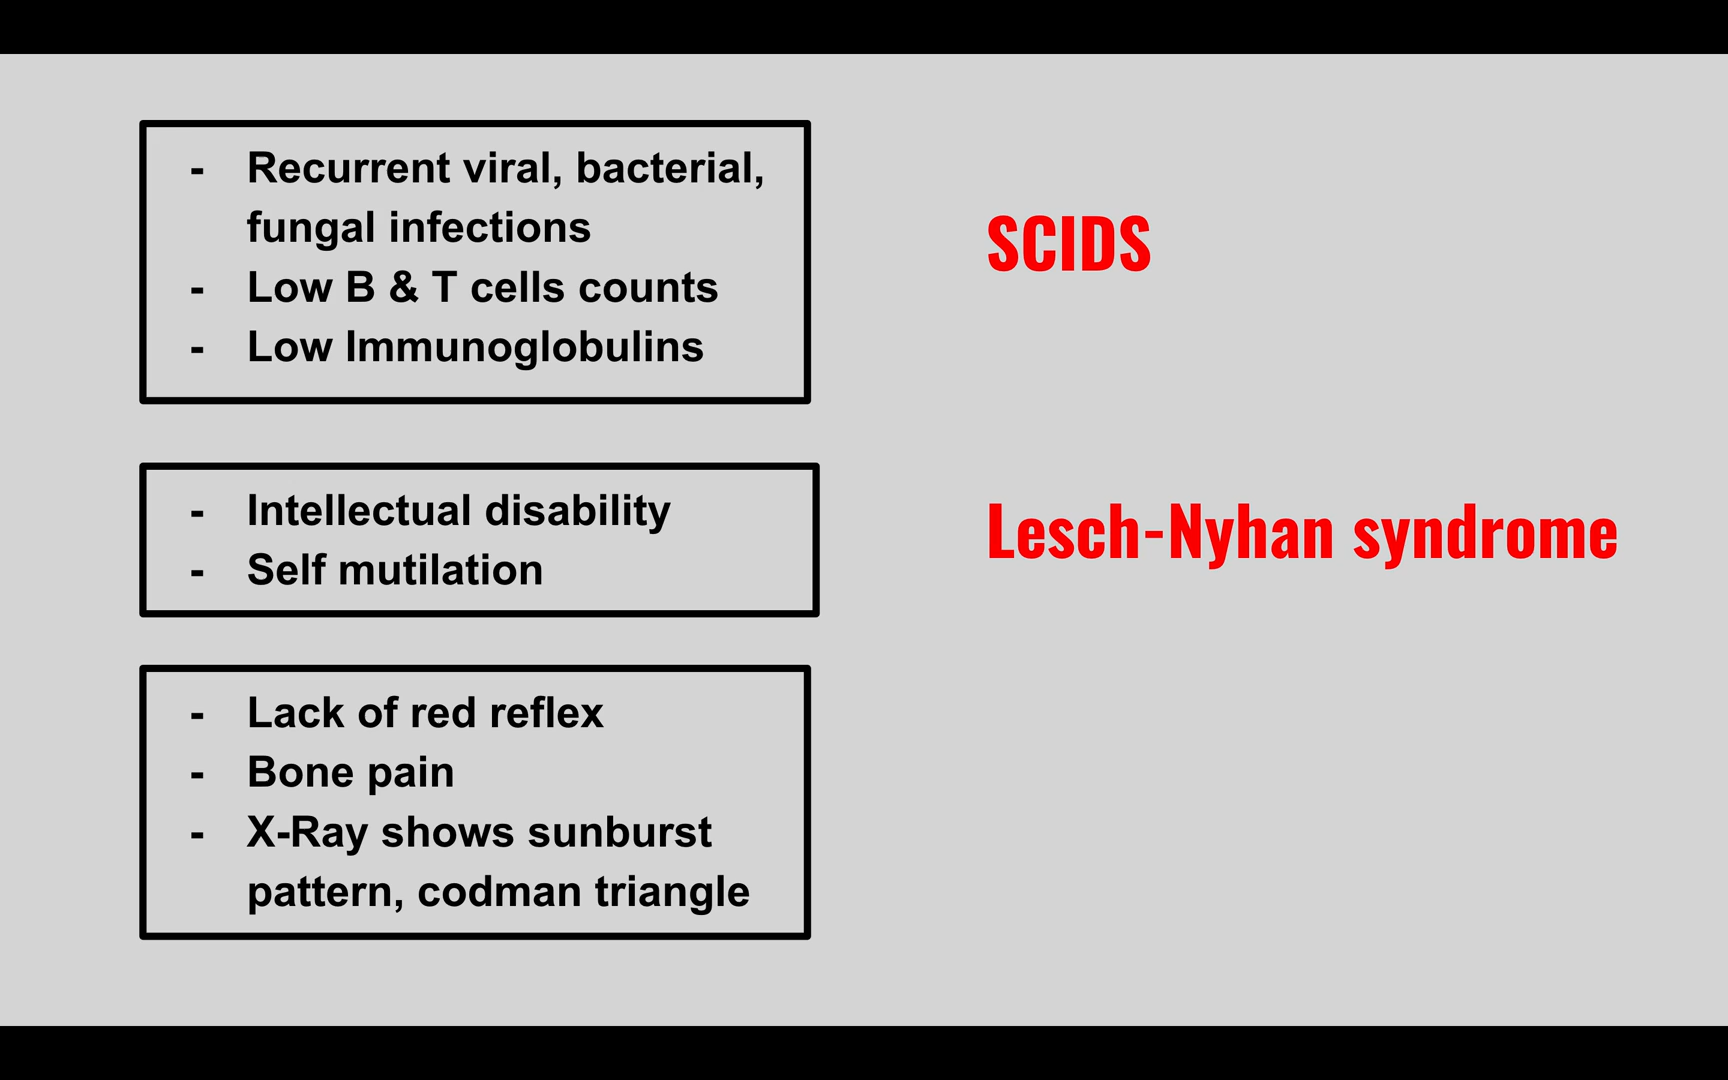 - Recurrent viral, bacterial,
fungal infections
- Low B & T cells counts
- Low Immunoglobulins
SCIDS
- Intellectual disability
- Self mutilation
Lesch-Nyhan syndrome
- Lack of red reflex
- Bone pain
- X-Ray shows sunburst
pattern, codman triangle